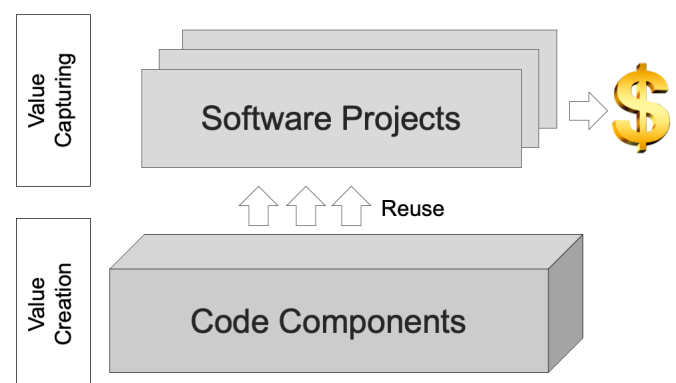 Value
Capturing
Software Projects
$
Reuse
Value
Creation
Code Components